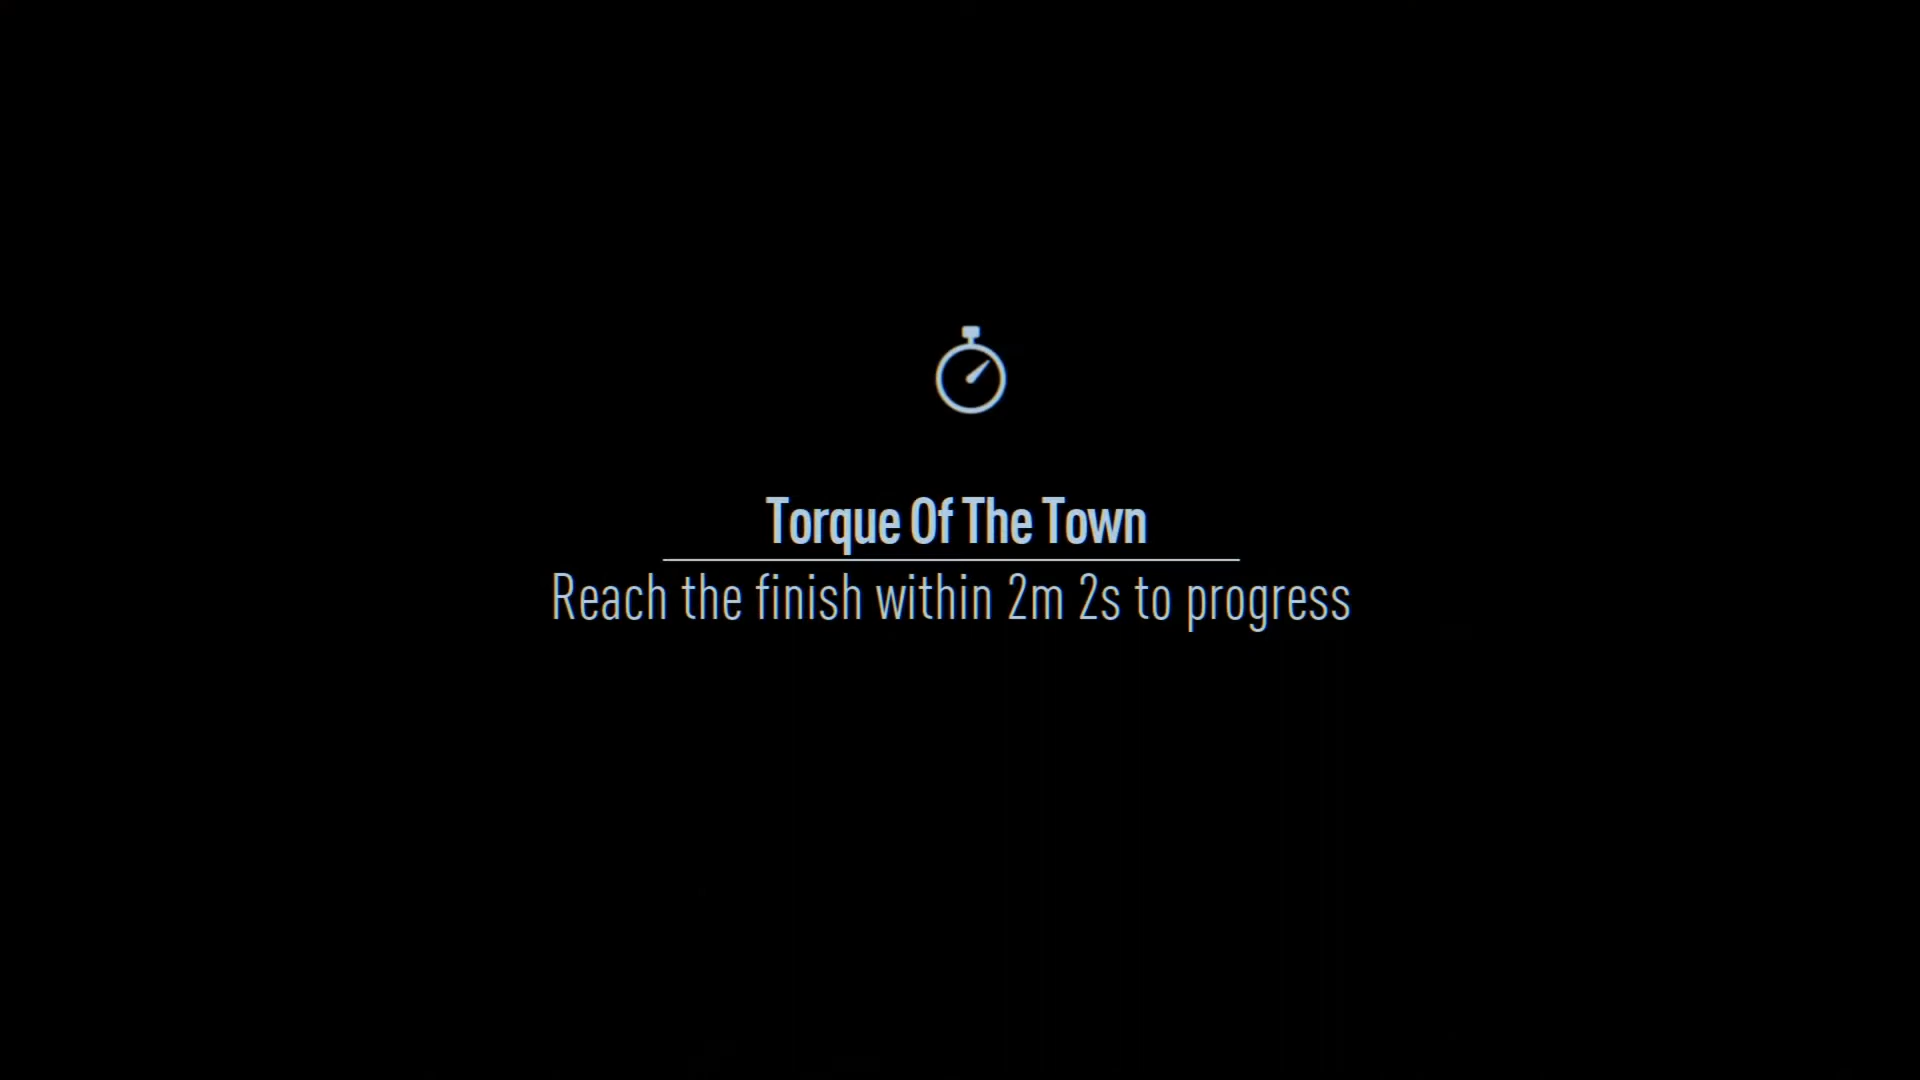 Torque Of The Town
Reach the finish within 2m 2s to progress